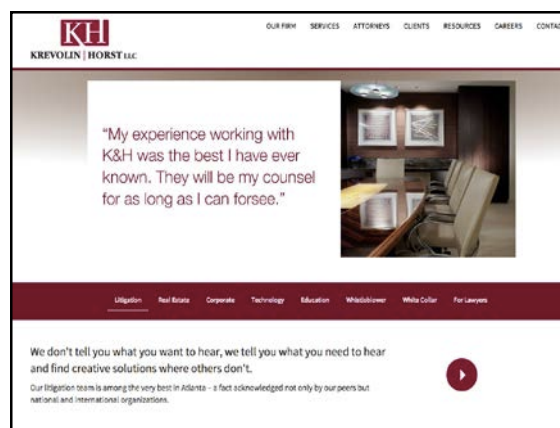 KH
KREVOLIN | HORST LLC
OUR FIRM SERVICES ATTORNEYS CLIENTS RESOURCES CAREERS CONTAC
“My experience working with
K&H was the best I have ever
known. They will be my counsel
for as long as I can forsee.”
Litigation Real Estate Corporate Technology Education Whistleblower White Collar For Lawyers
We don't tell you what you want to hear, we tell you what you need to hear
and find creative solutions where others don't.
Our litigation team is among the very best in Atlanta – a fact acknowledged not only by our peers but
national and international organizations.